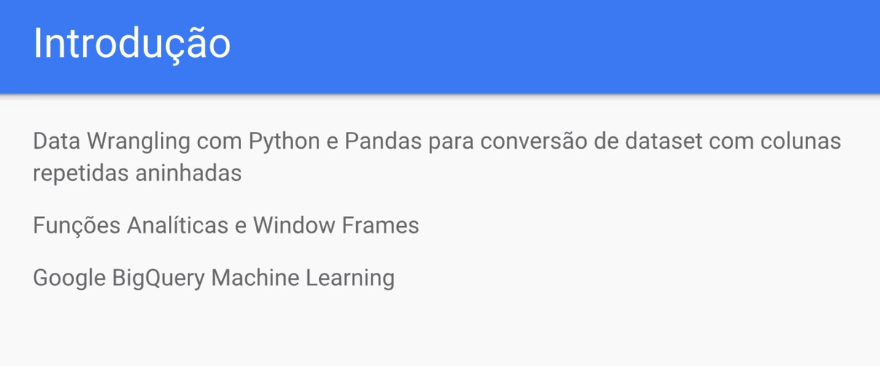 Introdução
Data Wrangling com Python e Pandas para conversão de dataset com colunas
repetidas aninhadas
Funções Analíticas e Window Frames
Google BigQuery Machine Learning